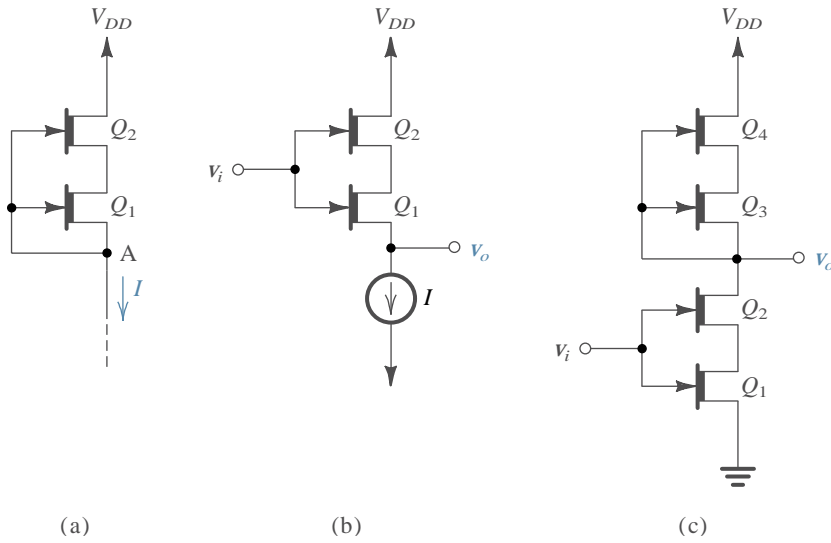 V_DD
Q_2
Q_1
A
I
(a)
V_DD
Q_2
v_i
Q_1
v_o
I
(b)
V_DD
Q_4
Q_3
v_o
Q_2
v_i
Q_1
(c)